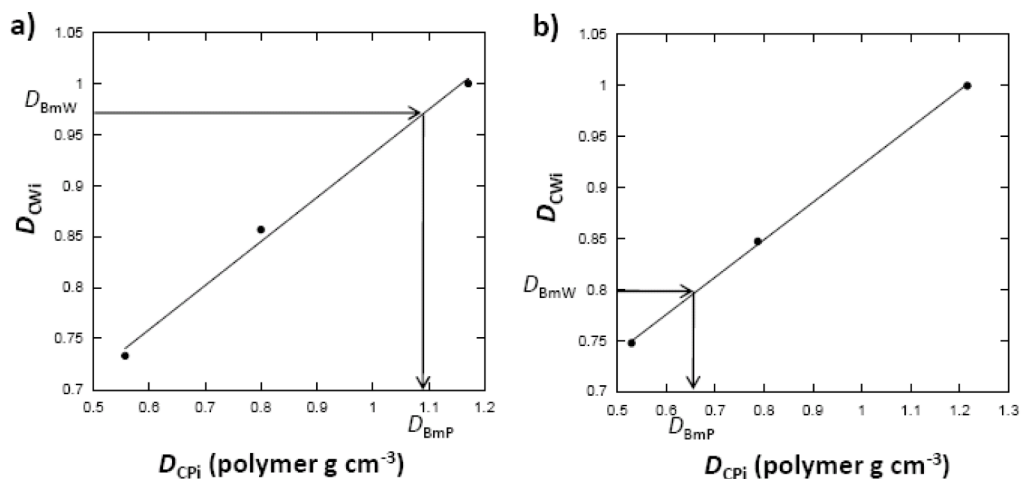 a)
1.05
1
0.95
0.9
0.85
0.8
0.75
0.7
D_BmW
D_CWi
0.5 0.6 0.7 0.8 0.9 1 1.1 1.2
D_BmP
D_CPi (polymer g cm⁻³)
b)
1.05
1
0.95
0.9
0.85
0.8
0.75
0.7
D_CWi
D_BmW
0.5 0.6 0.7 0.8 0.9 1 1.1 1.2 1.3
D_BmP
D_CPi (polymer g cm⁻³)